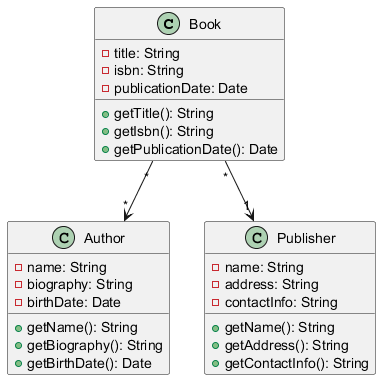 C Book
title: String
isbn: String
publicationDate: Date
getTitle(): String
getIsbn(): String
getPublicationDate(): Date
* *
* 1
C Author
name: String
biography: String
birthDate: Date
getName(): String
getBiography(): String
getBirthDate(): Date
C Publisher
name: String
address: String
contactInfo: String
getName(): String
getAddress(): String
getContactInfo(): String